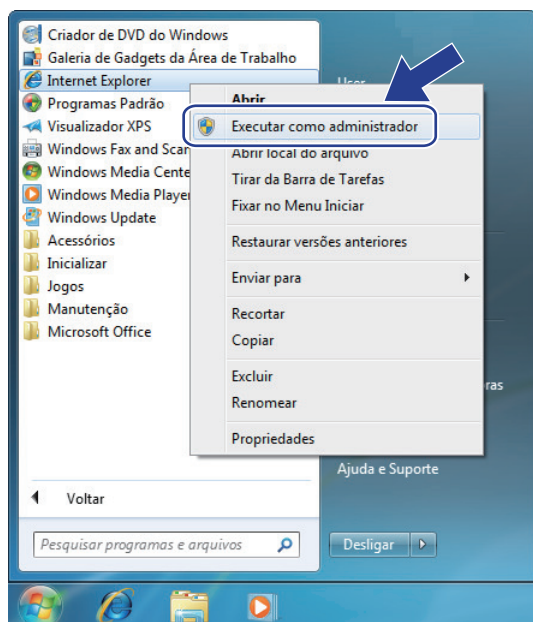 Criador de DVD do Windows
Galeria de Gadgets da Área de Trabalho
Internet Explorer
Programas Padrão
Visualizador XPS
Windows Fax and Scan
Windows Media Cente
Windows Media Player
Windows Update
Acessórios
Inicializar
Jogos
Manutenção
Microsoft Office
Voltar
Pesquisar programas e arquivos
User
Abrir
Executar como administrador
Abrir local do arquivo
Tirar da Barra de Tarefas
Fixar no Menu Iniciar
Restaurar versões anteriores
Enviar para
Recortar
Copiar
Excluir
Renomear
Propriedades
ras
Ajuda e Suporte
Desligar